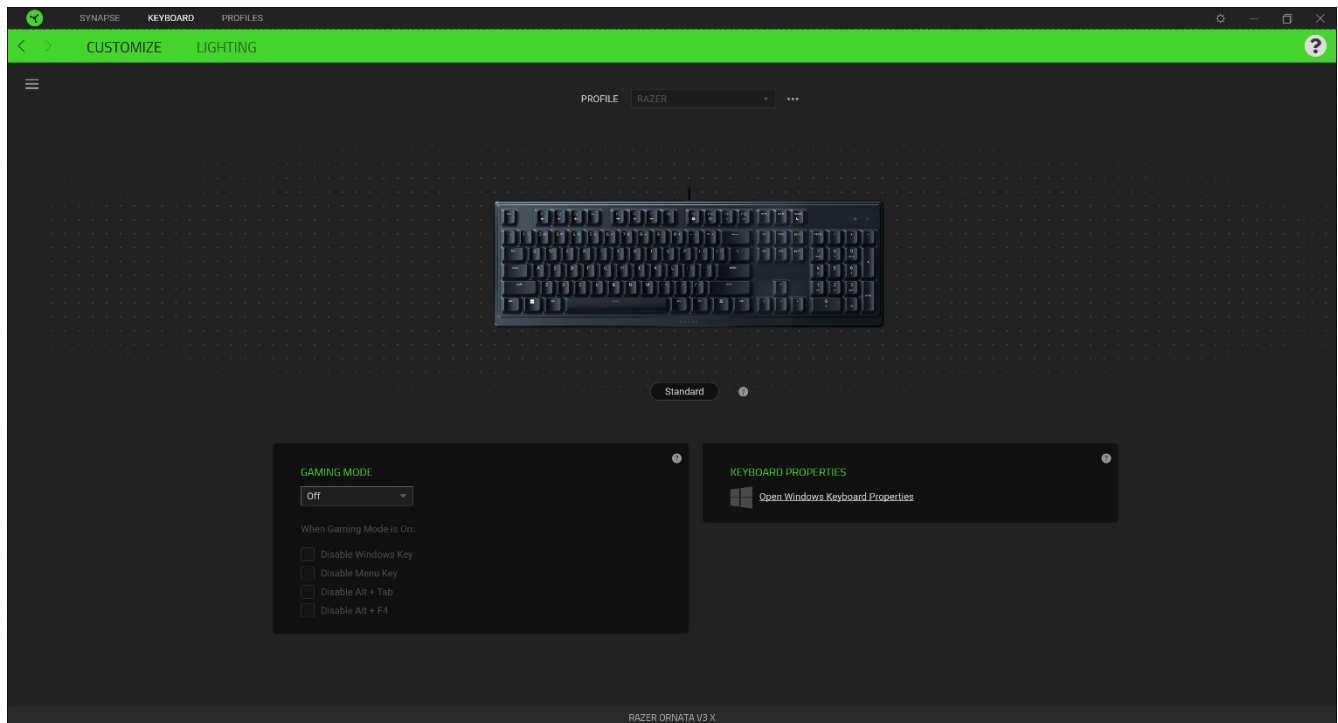 SYNAPSE KEYBOARD PROFILES
CUSTOMIZE LIGHTING
?
PROFILE RAZER
Standard ?
GAMING MODE ?
Off
When Gaming Mode is On:
Disable Windows Key
Disable Menu Key
Disable Alt + Tab
Disable Alt + F4
KEYBOARD PROPERTIES ?
Open Windows Keyboard Properties
RAZER ORNATA V3 X